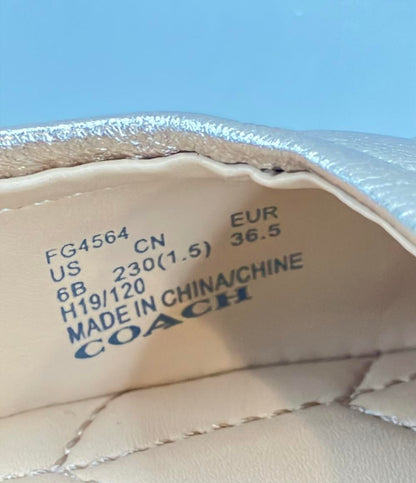 FG4564
US CN EUR
6B 230(1.5) 36.5
H19/120
MADE IN CHINA/CHINE
COACH